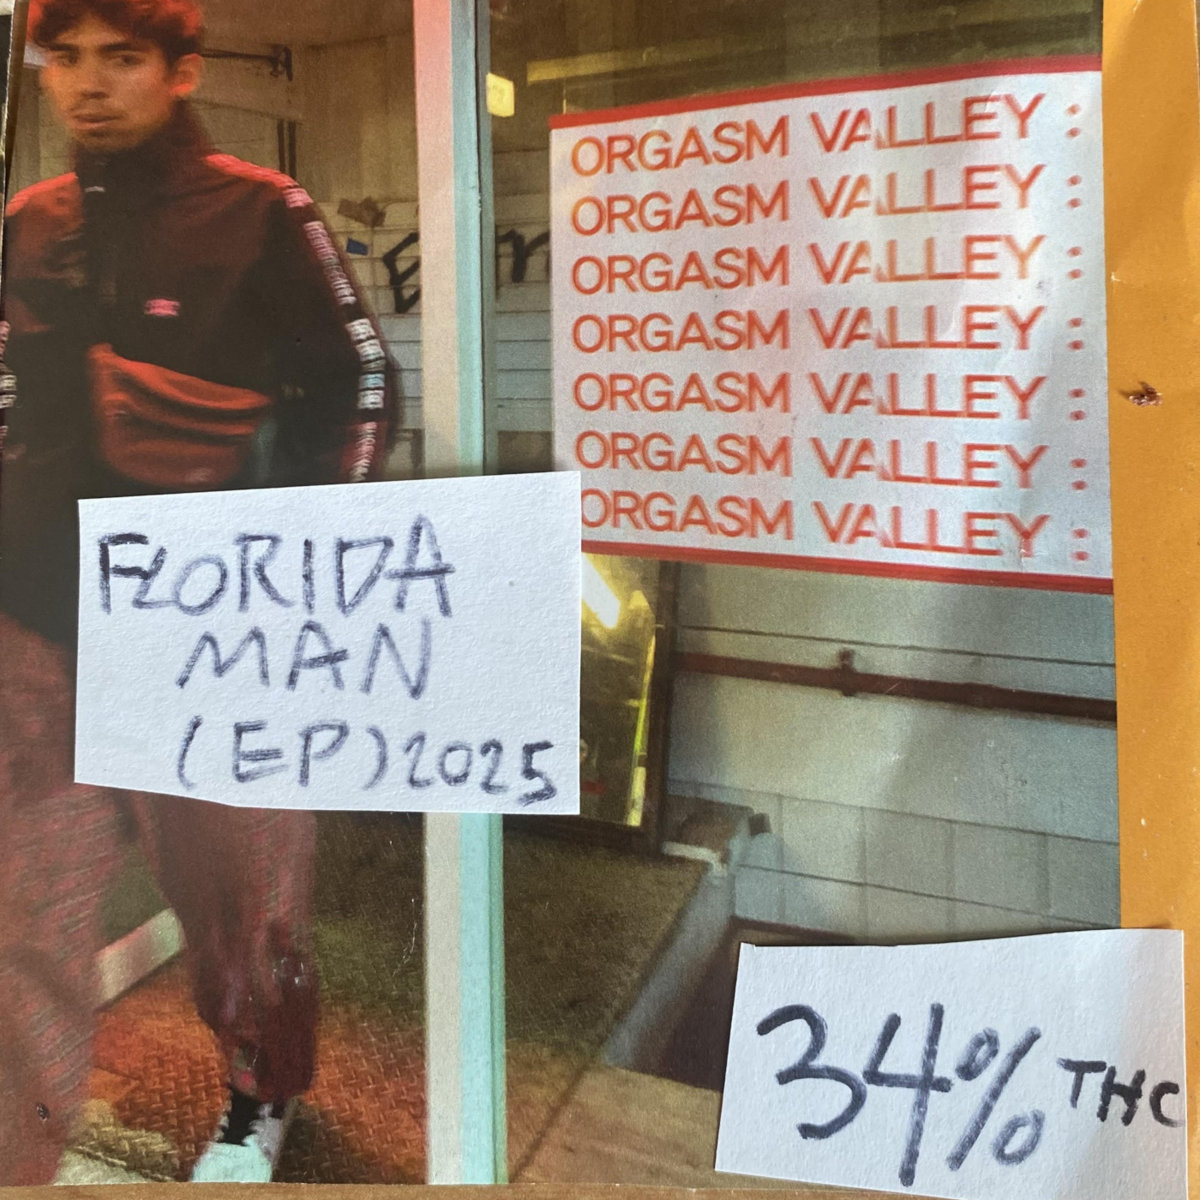 ORGASM VALLEY :
ORGASM VALLEY :
ORGASM VALLEY :
ORGASM VALLEY :
ORGASM VALLEY :
ORGASM VALLEY :
ORGASM VALLEY :
FLORIDA
MAN
(EP) 2025
34% THC